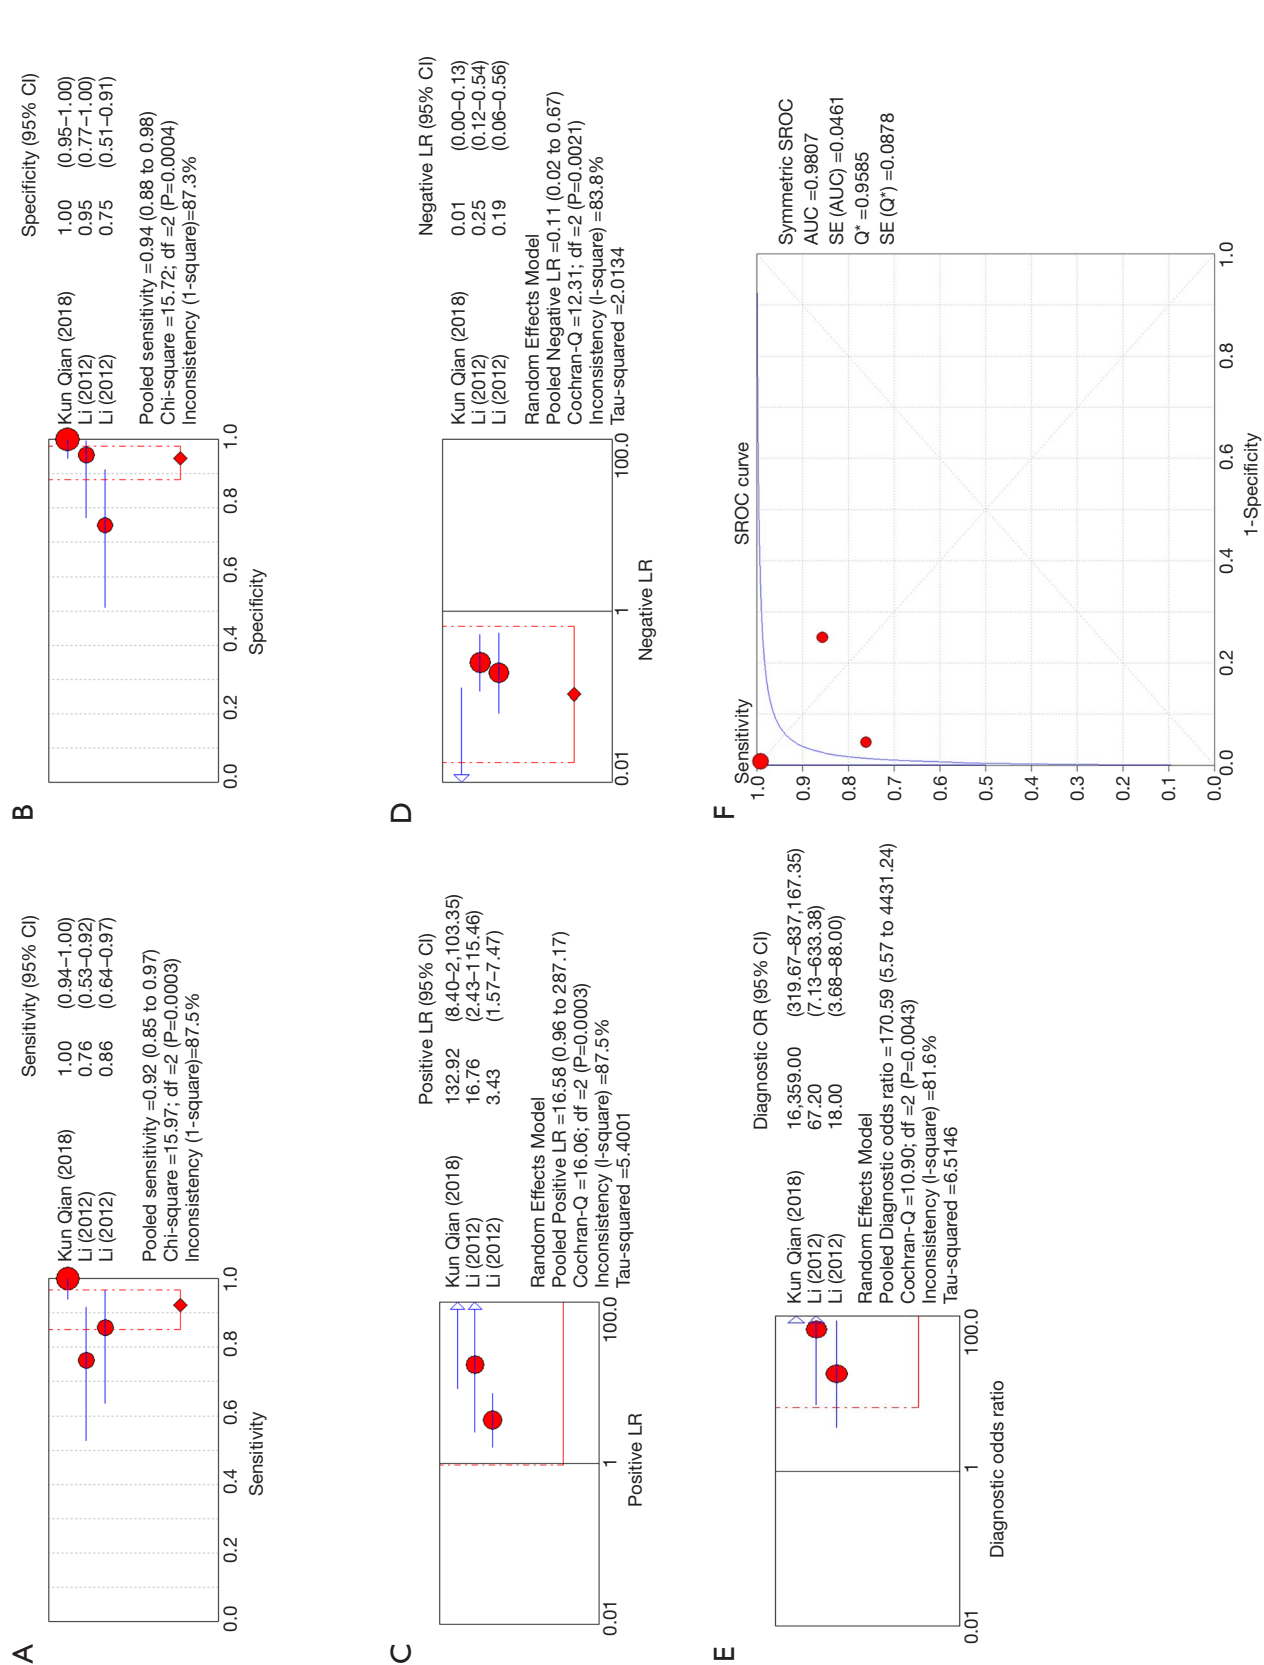 A
Sensitivity (95% CI)
Kun Qian (2018) 1.00 (0.94–1.00)
Li (2012) 0.76 (0.53–0.92)
Li (2012) 0.86 (0.64–0.97)
Pooled sensitivity =0.92 (0.85 to 0.97)
Chi-square =15.97; df =2 (P=0.0003)
Inconsistency (1-square)=87.5%
0.0 0.2 0.4 0.6 0.8 1.0
Sensitivity
B
Specificity (95% CI)
Kun Qian (2018) 1.00 (0.95–1.00)
Li (2012) 0.95 (0.77–1.00)
Li (2012) 0.75 (0.51–0.91)
Pooled sensitivity =0.94 (0.88 to 0.98)
Chi-square =15.72; df =2 (P=0.0004)
Inconsistency (1-square)=87.3%
0.0 0.2 0.4 0.6 0.8 1.0
Specificity
C
Positive LR (95% CI)
Kun Qian (2018) 132.92 (8.40–2,103.35)
Li (2012) 16.76 (2.43–115.46)
Li (2012) 3.43 (1.57–7.47)
Random Effects Model
Pooled Positive LR =16.58 (0.96 to 287.17)
Cochran-Q =16.06; df =2 (P=0.0003)
Inconsistency (I-square) =87.5%
Tau-squared =5.4001
0.01 1 100.0
Positive LR
D
Negative LR (95% CI)
Kun Qian (2018) 0.01 (0.00–0.13)
Li (2012) 0.25 (0.12–0.54)
Li (2012) 0.19 (0.06–0.56)
Random Effects Model
Pooled Negative LR =0.11 (0.02 to 0.67)
Cochran-Q =12.31; df =2 (P=0.0021)
Inconsistency (I-square) =83.8%
Tau-squared =2.0134
0.01 1 100.0
Negative LR
E
Diagnostic OR (95% CI)
Kun Qian (2018) 16,359.00 (319.67–837,167.35)
Li (2012) 67.20 (7.13–633.38)
Li (2012) 18.00 (3.68–88.00)
Random Effects Model
Pooled Diagnostic odds ratio =170.59 (5.57 to 4431.24)
Cochran-Q =10.90; df =2 (P=0.0043)
Inconsistency (I-square) =81.6%
Tau-squared =6.5146
0.01 1 100.0
Diagnostic odds ratio
F
Sensitivity SROC curve
1.0
0.9
0.8
0.7
0.6
0.5
0.4
0.3
0.2
0.1
0.0
0.0 0.2 0.4 0.6 0.8 1.0
1-Specificity
Symmetric SROC
AUC =0.9807
SE (AUC) =0.0461
Q* =0.9585
SE (Q*) =0.0878